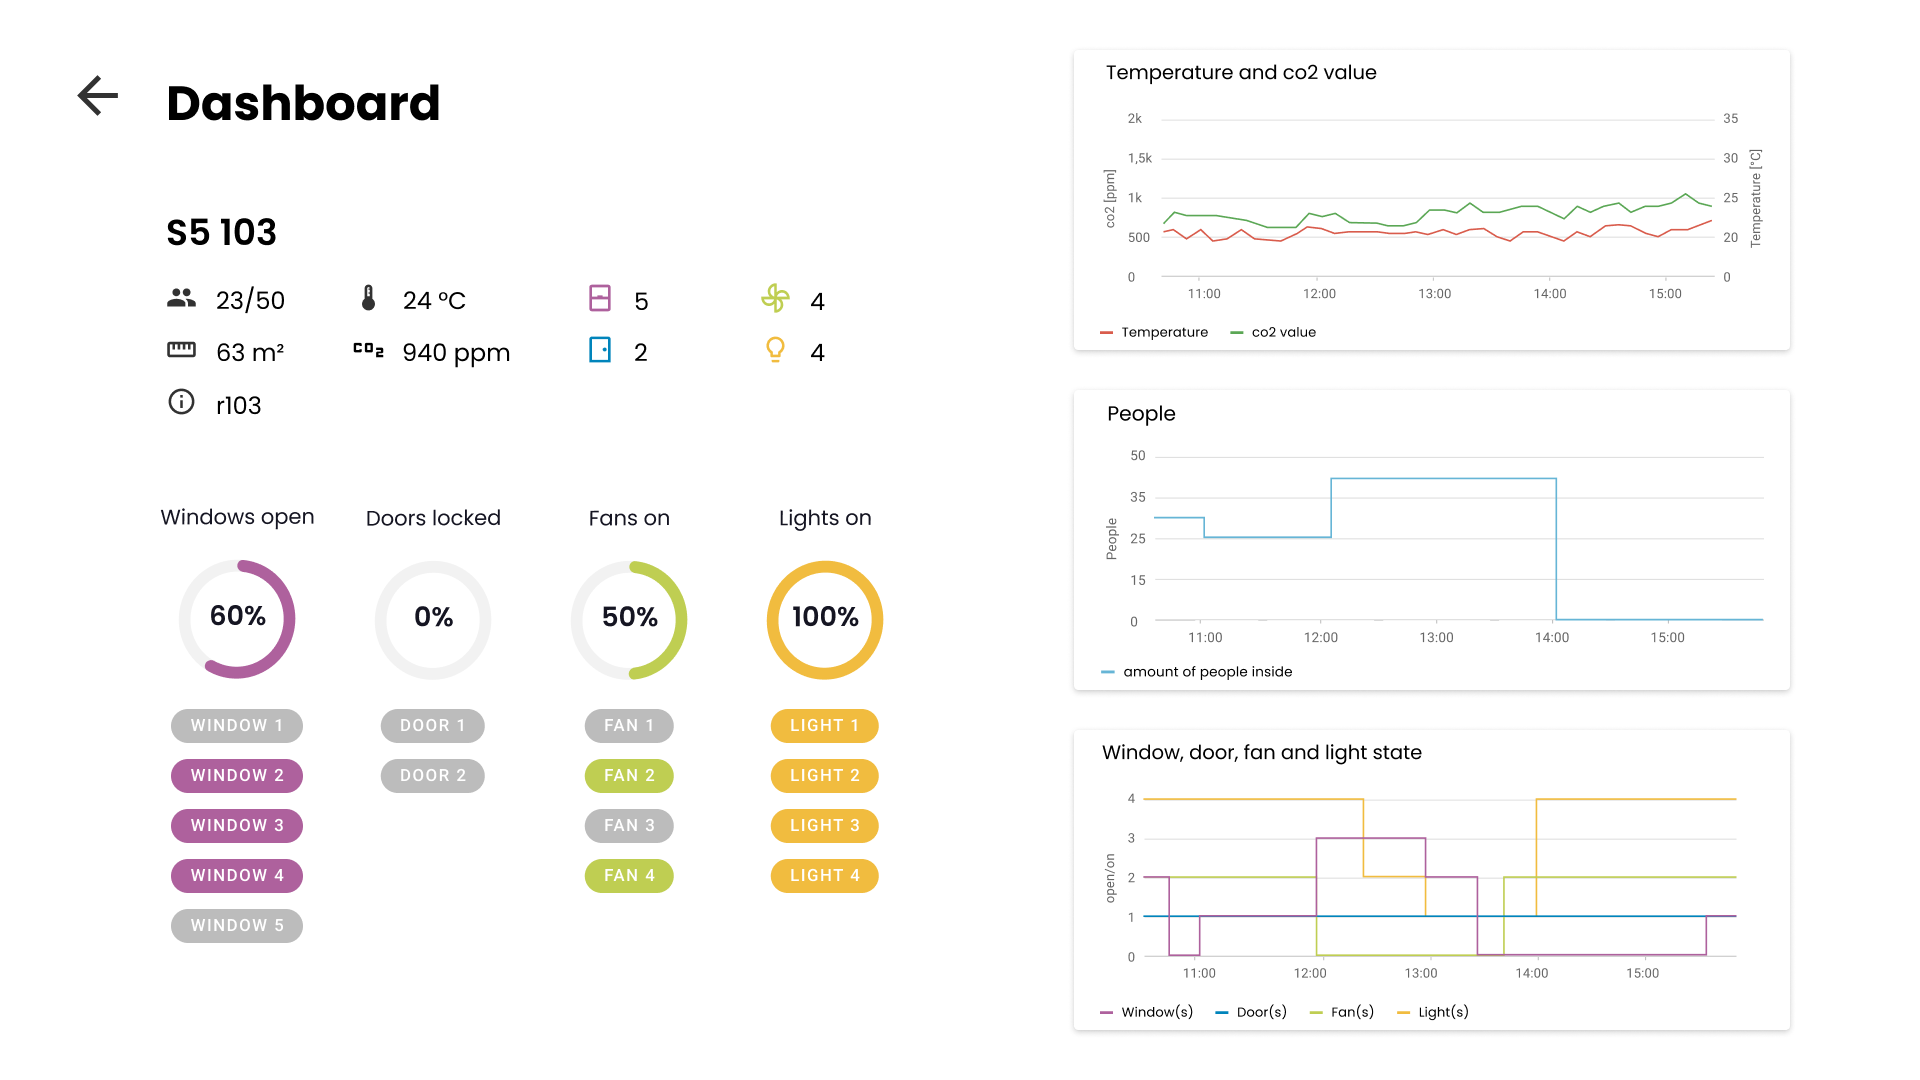 Dashboard
S5 103
23/50
24 °C
5
4
63 m²
CO2
940 ppm
2
4
r103
Windows open
Doors locked
Fans on
Lights on
60%
0%
50%
100%
WINDOW 1
DOOR 1
FAN 1
LIGHT 1
WINDOW 2
DOOR 2
FAN 2
LIGHT 2
WINDOW 3
FAN 3
LIGHT 3
WINDOW 4
FAN 4
LIGHT 4
WINDOW 5
Temperature and co2 value
2k
35
1,5k
30
1k
25
500
20
0
0
co2 [ppm]
Temperature [°C]
11:00
12:00
13:00
14:00
15:00
Temperature
co2 value
People
50
35
25
15
0
People
11:00
12:00
13:00
14:00
15:00
amount of people inside
Window, door, fan and light state
4
3
2
1
0
open/on
11:00
12:00
13:00
14:00
15:00
Window(s)
Door(s)
Fan(s)
Light(s)